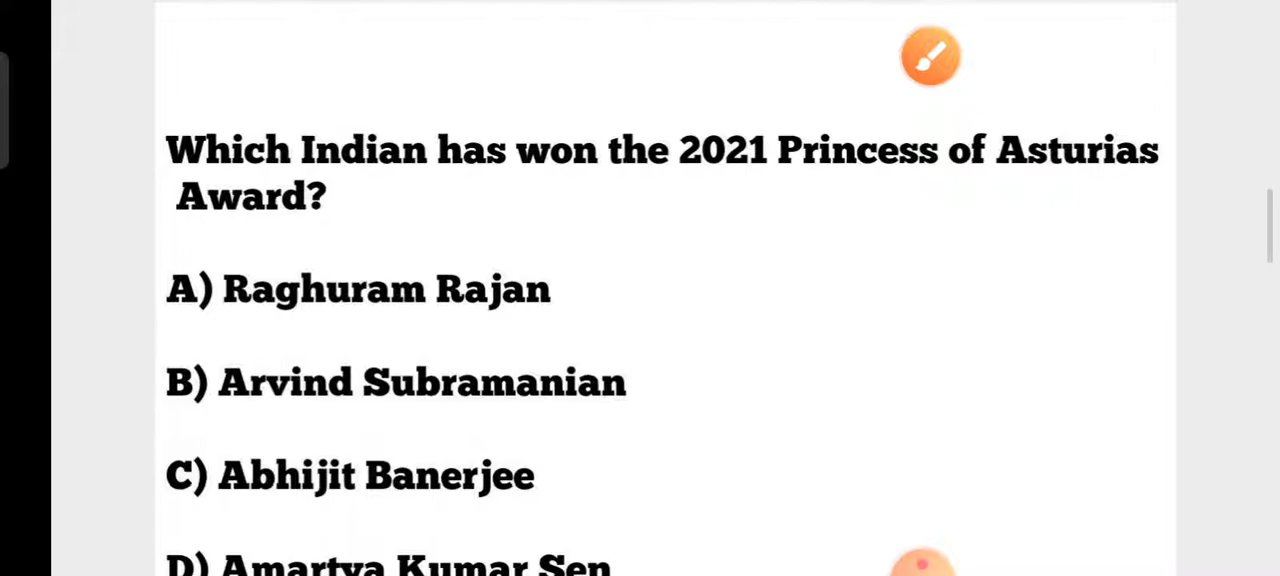 Which Indian has won the 2021 Princess of Asturias
Award?
A) Raghuram Rajan
B) Arvind Subramanian
C) Abhijit Banerjee
D) Amartya Kumar Sen